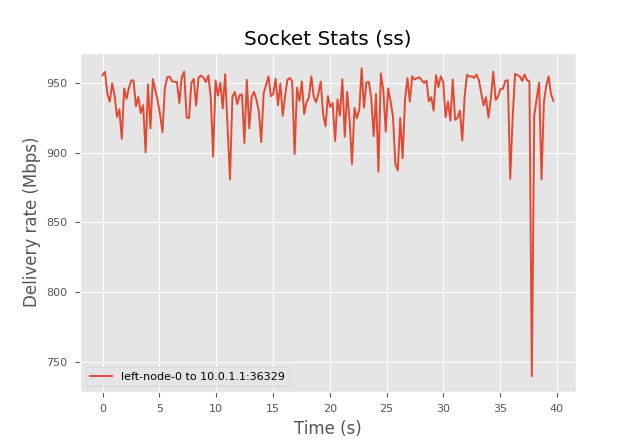 Socket Stats (ss)
Delivery rate (Mbps)
950
900
850
800
750
left-node-0 to 10.0.1.1:36329
0 5 10 15 20 25 30 35 40
Time (s)